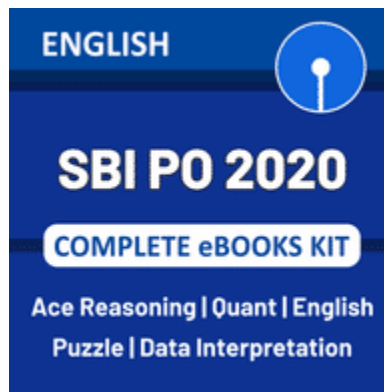 ENGLISH
SBI PO 2020
COMPLETE eBOOKS KIT
Ace Reasoning | Quant | English
Puzzle | Data Interpretation